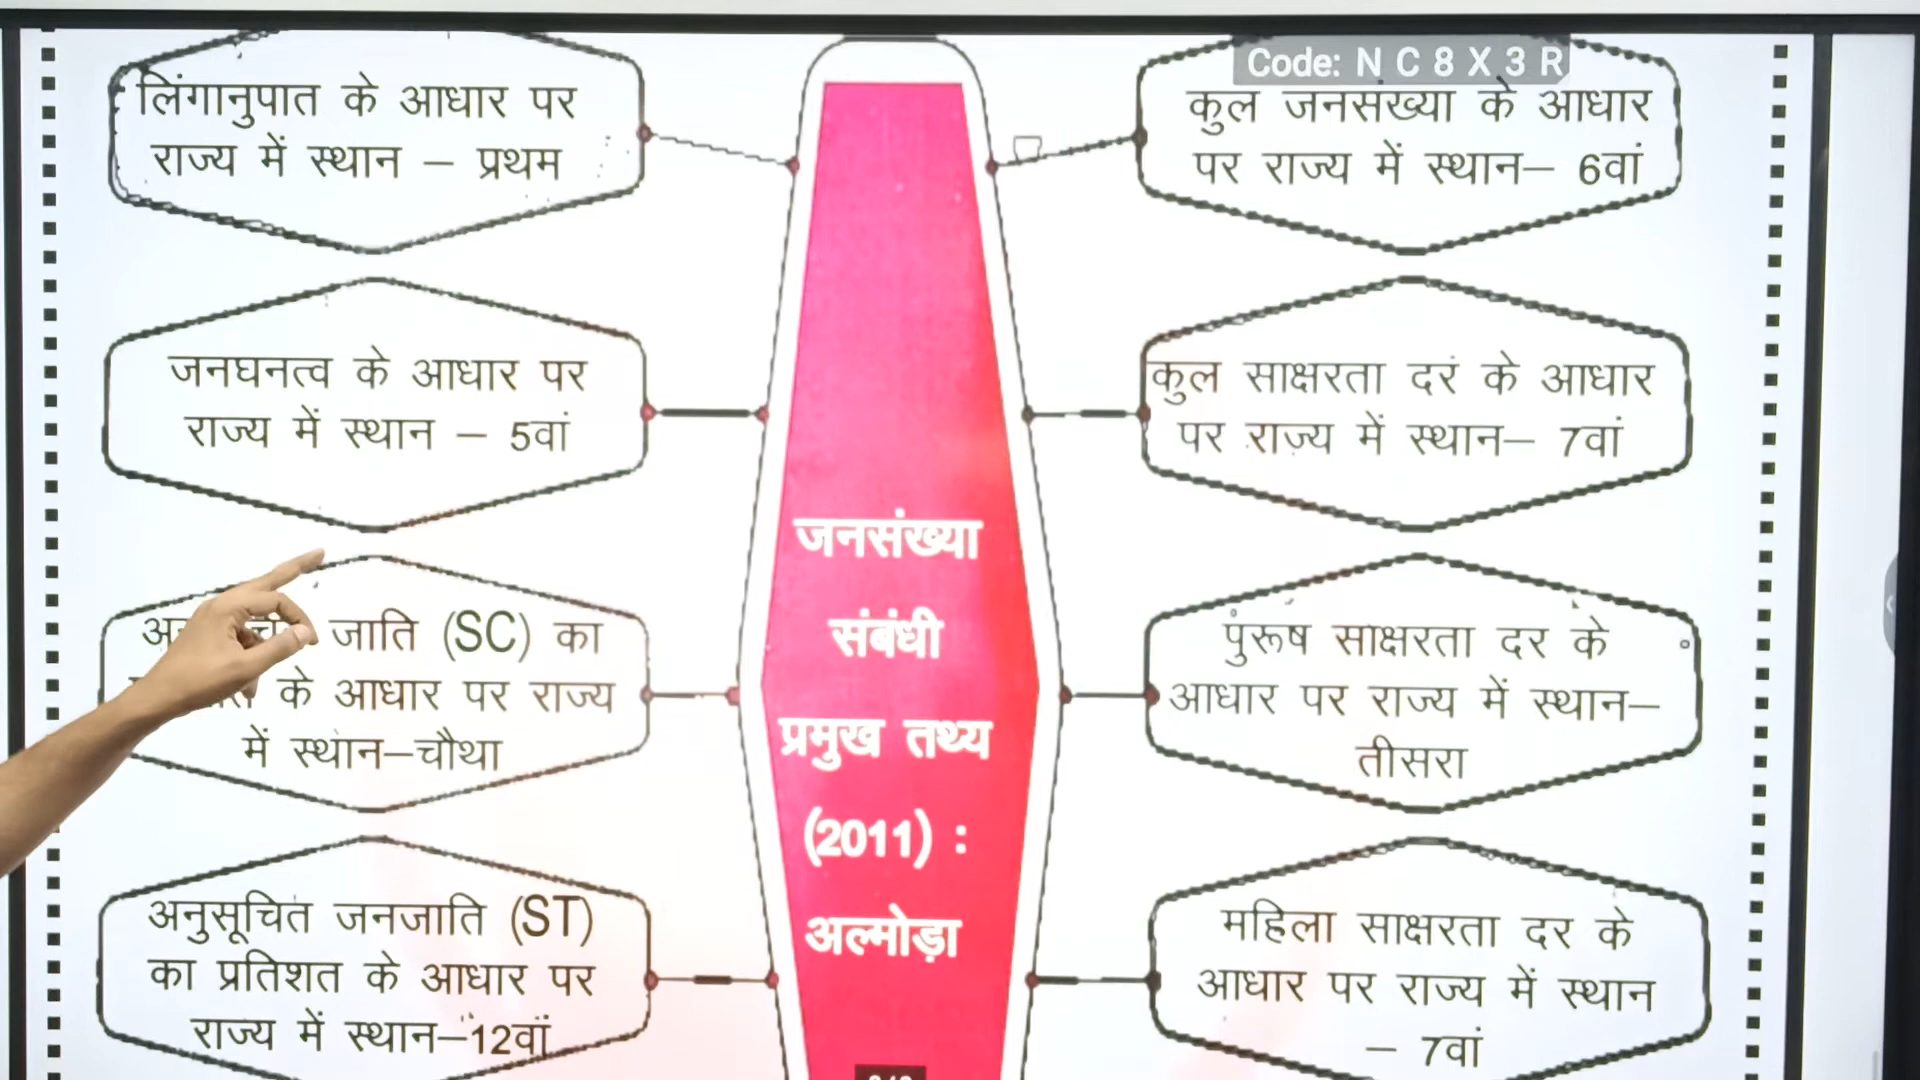 लिंगानुपात के आधार पर
राज्य में स्थान – प्रथम
जनघनत्व के आधार पर
राज्य में स्थान – 5वां
जाति (SC) का
के आधार पर राज्य
में स्थान–चौथा
अनुसूचित जनजाति (ST)
का प्रतिशत के आधार पर
राज्य में स्थान–12वां
जनसंख्या
संबंधी
प्रमुख तथ्य
(2011) :
अल्मोड़ा
Code: N C 8 X 3 R
कुल जनसंख्या के आधार
पर राज्य में स्थान– 6वां
कुल साक्षरता दर के आधार
पर राज्य में स्थान– 7वां
पुरूष साक्षरता दर के
आधार पर राज्य में स्थान–
तीसरा
महिला साक्षरता दर के
आधार पर राज्य में स्थान
– 7वां